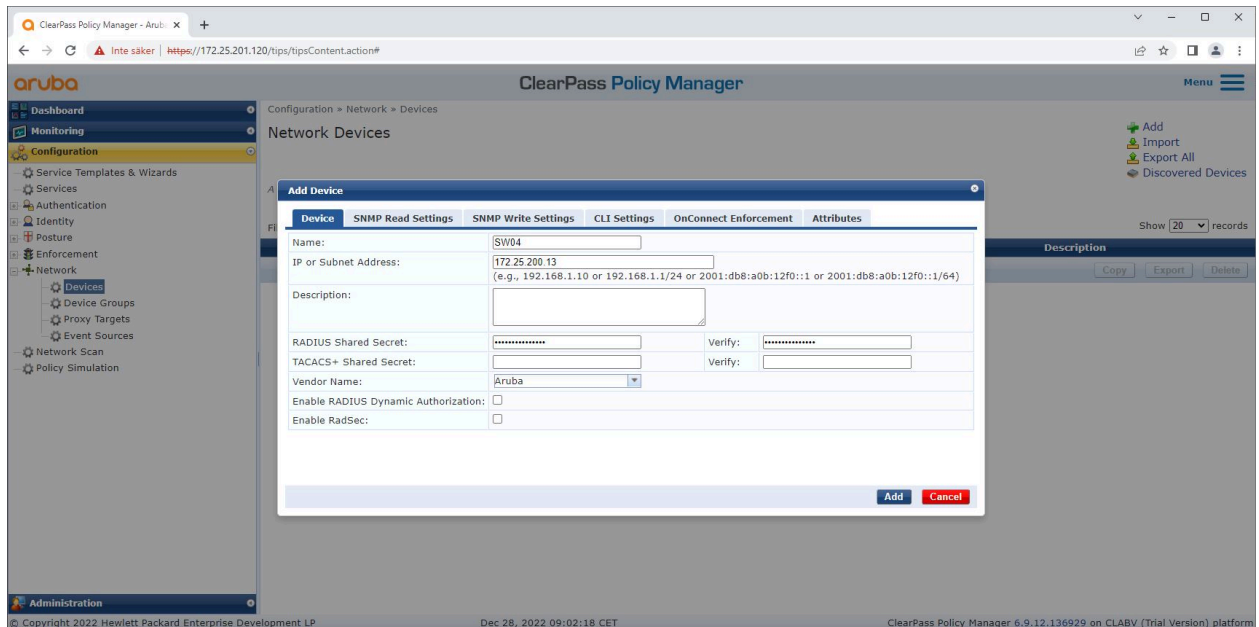 ClearPass Policy Manager - Arub
Inte säker | https://172.25.201.120/tips/tipsContent.action#
aruba
ClearPass Policy Manager
Menu
Dashboard
Monitoring
Configuration
Service Templates & Wizards
Services
Authentication
Identity
Posture
Enforcement
Network
Devices
Device Groups
Proxy Targets
Event Sources
Network Scan
Policy Simulation
Administration
Configuration » Network » Devices
Network Devices
Add
Import
Export All
Discovered Devices
A
Fi
Show 20 records
Description
Copy Export Delete
Add Device
Device SNMP Read Settings SNMP Write Settings CLI Settings OnConnect Enforcement Attributes
Name: SW04
IP or Subnet Address: 172.25.200.13
(e.g., 192.168.1.10 or 192.168.1.1/24 or 2001:db8:a0b:12f0::1 or 2001:db8:a0b:12f0::1/64)
Description:
RADIUS Shared Secret: ••••••••••••••• Verify: •••••••••••••••
TACACS+ Shared Secret: Verify:
Vendor Name: Aruba
Enable RADIUS Dynamic Authorization:
Enable RadSec:
Add Cancel
© Copyright 2022 Hewlett Packard Enterprise Development LP
Dec 28, 2022 09:02:18 CET
ClearPass Policy Manager 6.9.12.136929 on CLABV (Trial Version) platform